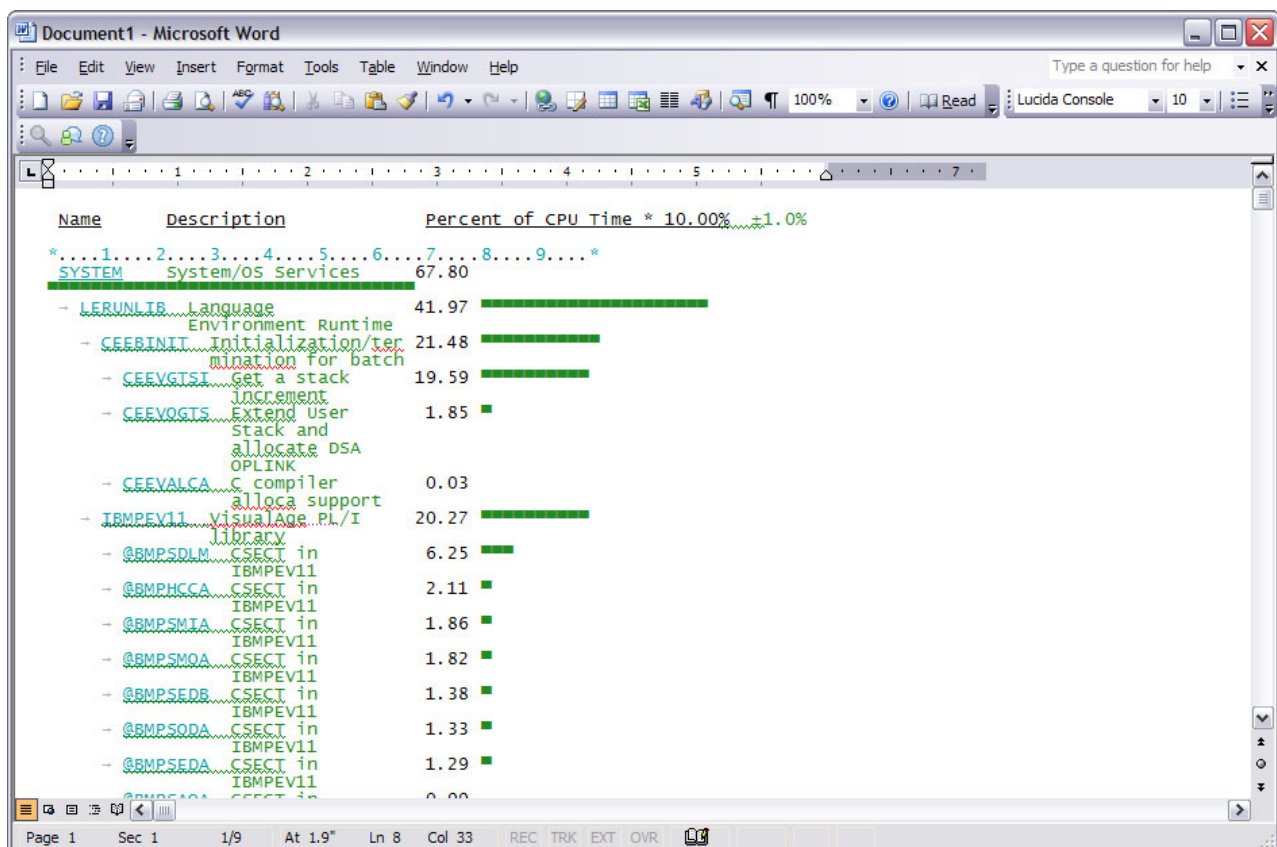 Document1 - Microsoft Word
File Edit View Insert Format Tools Table Window Help Type a question for help
ABC 100% Read Lucida Console 10
1 2 3 4 5 7
Name Description Percent of CPU Time * 10.00% ±1.0%
*....1....2....3....4....5....6....7....8....9....*
SYSTEM System/OS Services 67.80
→ LERUNLIB Language 41.97
Environment Runtime
→ CEEBINIT Initialization/ter 21.48
mination for batch
→ CEEVGTSI Get a stack 19.59
increment
→ CEEVOGTS Extend User 1.85
Stack and
allocate DSA
OPLINK
→ CEEVALCA C compiler 0.03
alloca support
→ IBMPEV11 VisualAge PL/I 20.27
library
→ @BMPSDLM CSECT in 6.25
IBMPEV11
→ @BMPHCCA CSECT in 2.11
IBMPEV11
→ @BMPSMIA CSECT in 1.86
IBMPEV11
→ @BMPSMOA CSECT in 1.82
IBMPEV11
→ @BMPSEDB CSECT in 1.38
IBMPEV11
→ @BMPSODA CSECT in 1.33
IBMPEV11
→ @BMPSEDA CSECT in 1.29
IBMPEV11
Page 1 Sec 1 1/9 At 1.9" Ln 8 Col 33 REC TRK EXT OVR